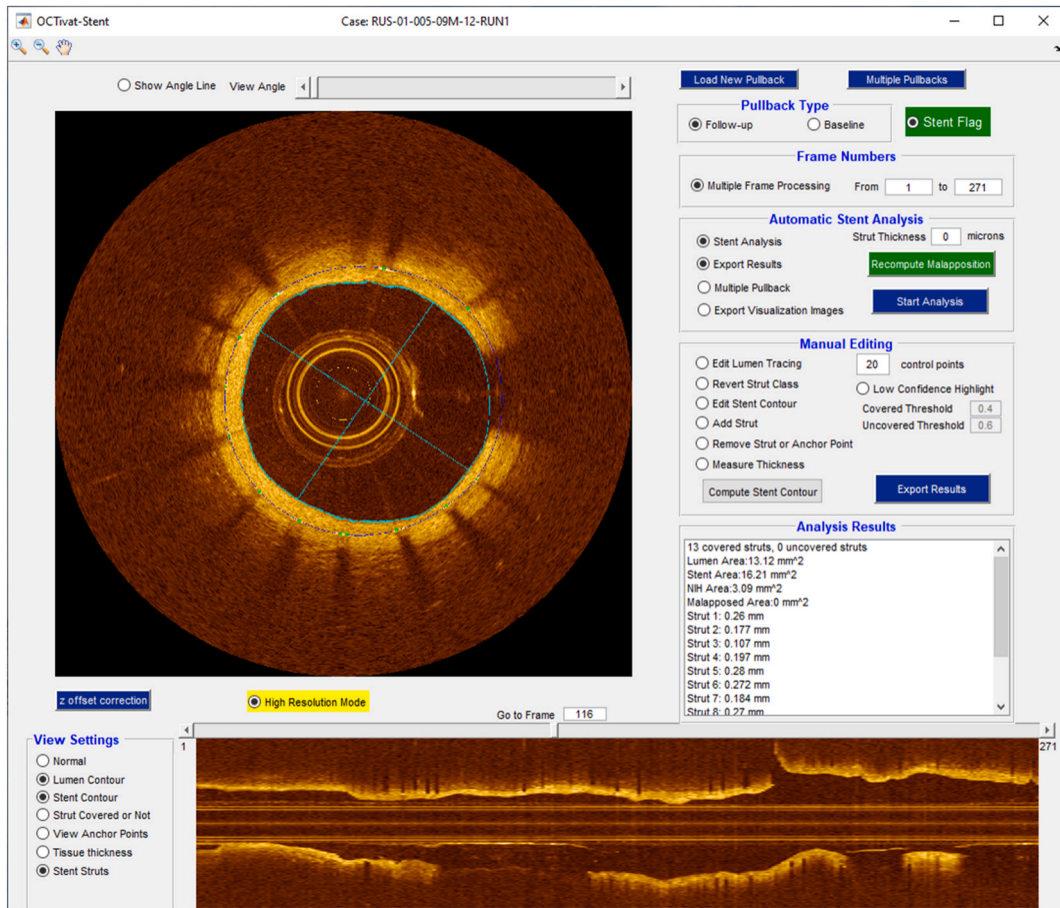 OCTivat-Stent
Case: RUS-01-005-09M-12-RUN1
Show Angle Line
View Angle
Load New Pullback
Multiple Pullbacks
Pullback Type
Follow-up
Baseline
Stent Flag
Frame Numbers
Multiple Frame Processing From 1 to 271
Automatic Stent Analysis
Stent Analysis
Strut Thickness 0 microns
Export Results
Recompute Malapposition
Multiple Pullback
Start Analysis
Export Visualization Images
Manual Editing
Edit Lumen Tracing
20 control points
Revert Strut Class
Low Confidence Highlight
Edit Stent Contour
Covered Threshold 0.4
Add Strut
Uncovered Threshold 0.6
Remove Strut or Anchor Point
Measure Thickness
Compute Stent Contour
Export Results
Analysis Results
13 covered struts, 0 uncovered struts
Lumen Area:13.12 mm^2
Stent Area:16.21 mm^2
NIH Area:3.09 mm^2
Malapposed Area:0 mm^2
Strut 1: 0.26 mm
Strut 2: 0.177 mm
Strut 3: 0.107 mm
Strut 4: 0.197 mm
Strut 5: 0.28 mm
Strut 6: 0.272 mm
Strut 7: 0.184 mm
Strut 8: 0.27 mm
z offset correction
High Resolution Mode
Go to Frame 116
View Settings
1
271
Normal
Lumen Contour
Stent Contour
Strut Covered or Not
View Anchor Points
Tissue thickness
Stent Struts